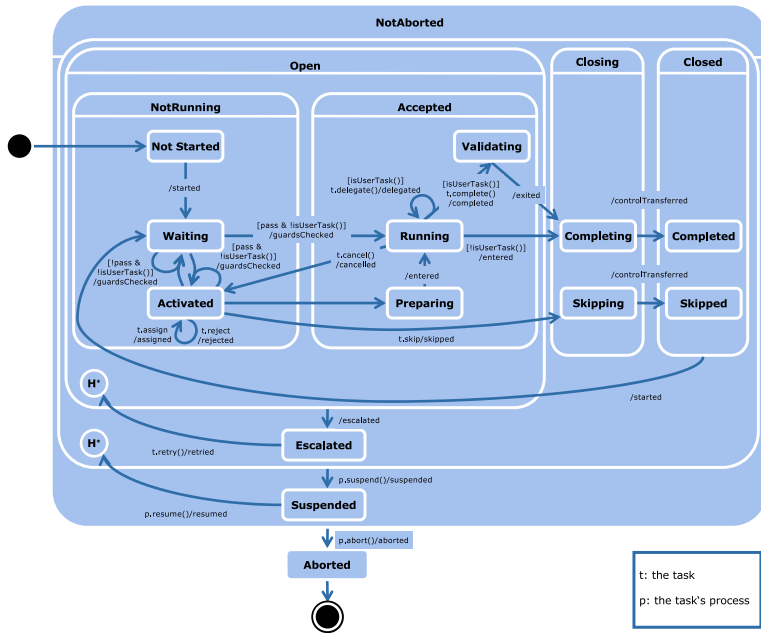 NotAborted
Open
Closing
Closed
NotRunning
Accepted
Not Started
Validating
/started
[isUserTask()]
t.delegate()/delegated
[isUserTask()]
t.complete()
/completed
/exited
/controlTransferred
Waiting
[pass & !isUserTask()]
/guardsChecked
Running
[!isUserTask()]
/entered
Completing
Completed
[!pass &
!isUserTask()]
/guardsChecked
[pass &
!isUserTask()]
/guardsChecked
t.cancel()
/cancelled
/entered
/controlTransferred
Activated
Preparing
Skipping
Skipped
t.assign
/assigned
t.reject
/rejected
t.skip/skipped
H*
/started
/escalated
H*
Escalated
t.retry()/retried
p.suspend()/suspended
Suspended
p.resume()/resumed
p.abort()/aborted
Aborted
t: the task
p: the task's process